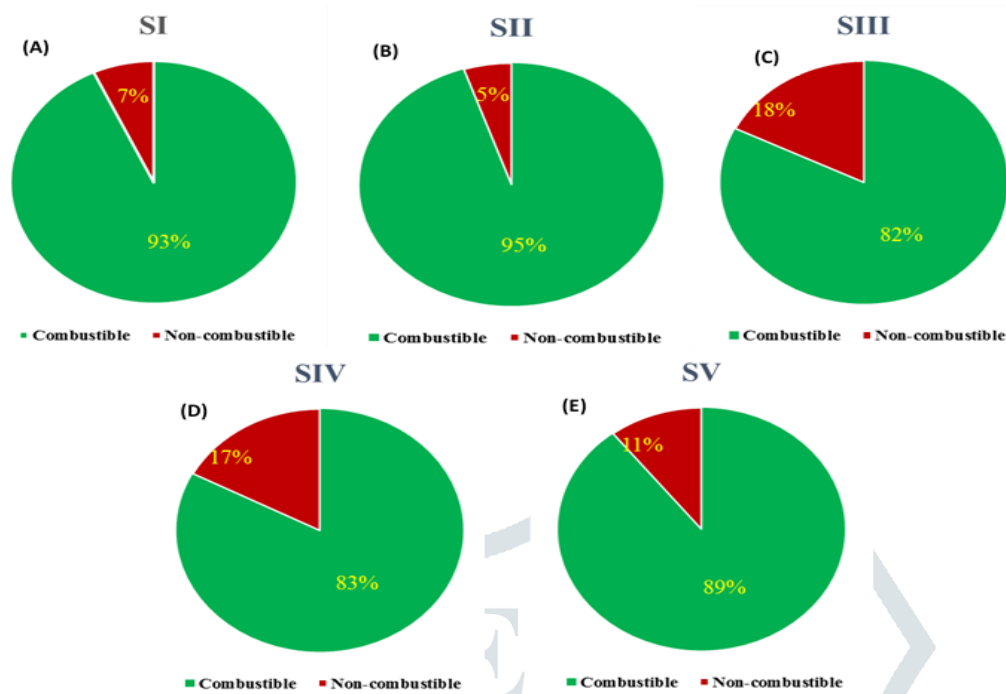 SI
(A)
7%
93%
Combustible Non-combustible
SII
(B)
5%
95%
Combustible Non-combustible
SIII
(C)
18%
82%
Combustible Non-combustible
SIV
(D)
17%
83%
Combustible Non-combustible
SV
(E)
11%
89%
Combustible Non-combustible